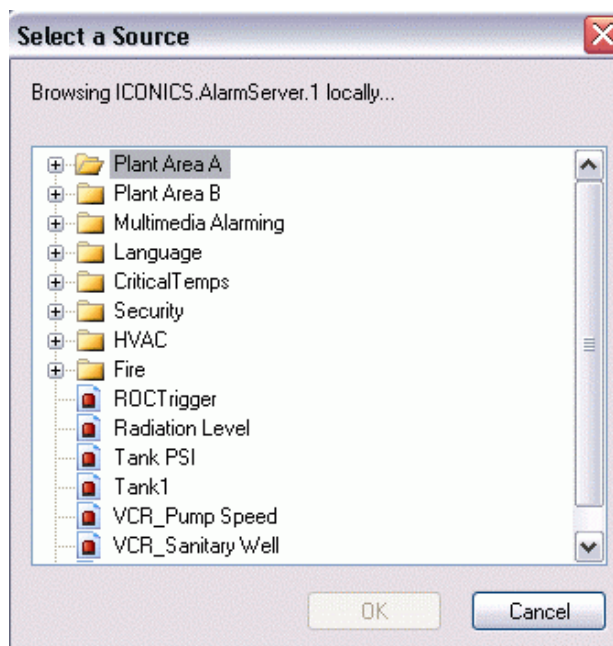 Select a Source
Browsing ICONICS.AlarmServer.1 locally...
Plant Area A
Plant Area B
Multimedia Alarming
Language
CriticalTemps
Security
HVAC
Fire
ROCTrigger
Radiation Level
Tank PSI
Tank1
VCR_Pump Speed
VCR_Sanitary Well
OK
Cancel